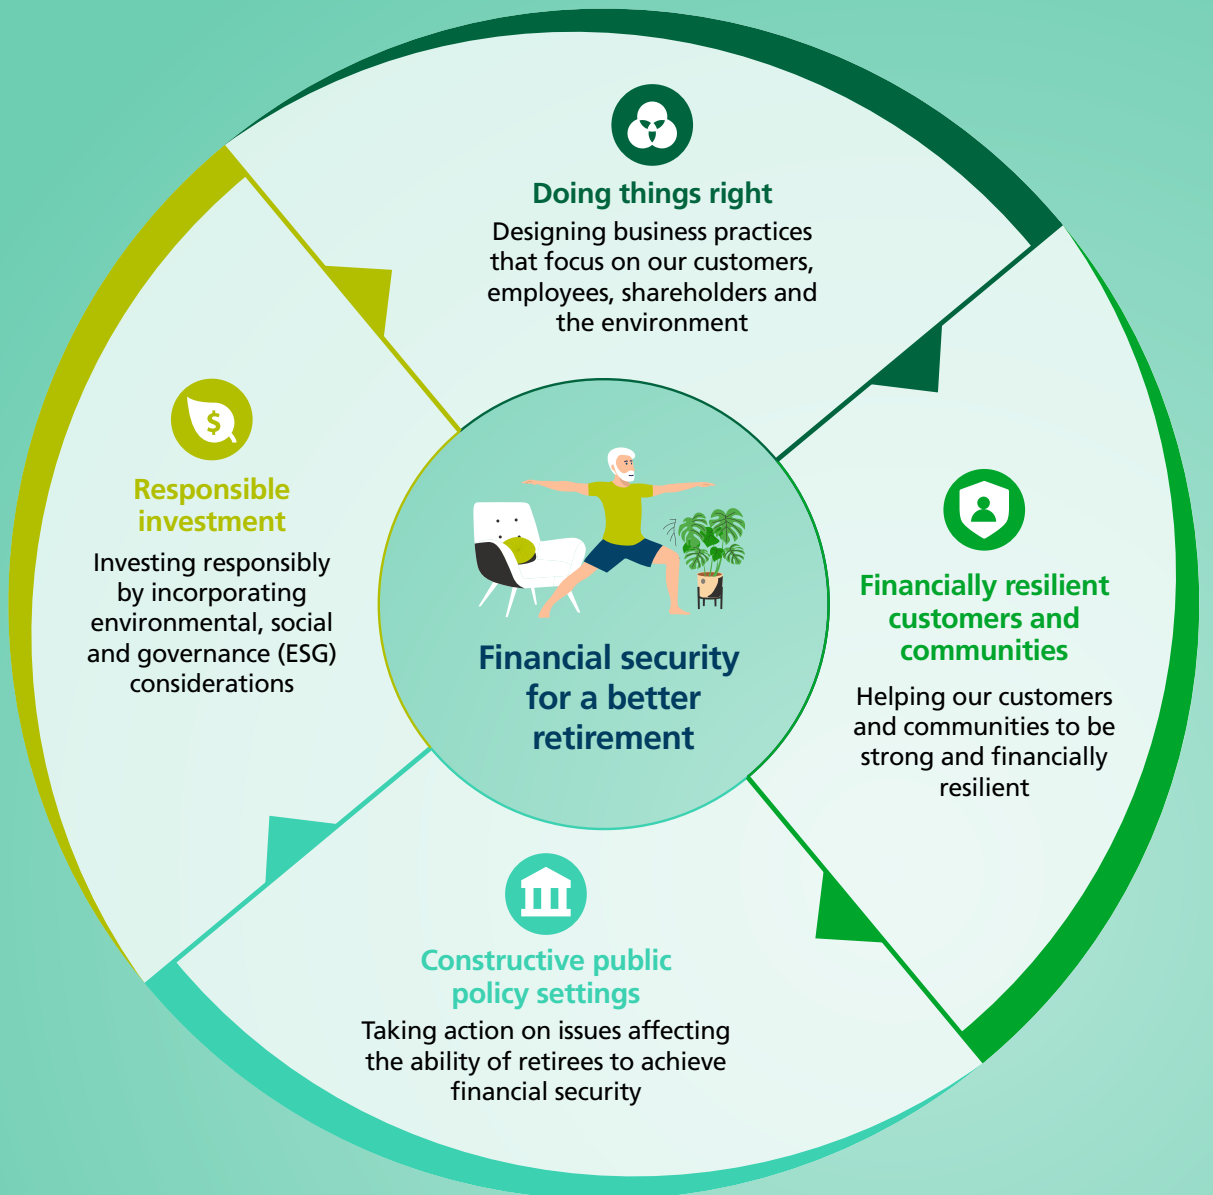 Doing things right
Designing business practices
that focus on our customers,
employees, shareholders and
the environment
Financially resilient
customers and
communities
Helping our customers
and communities to be
strong and financially
resilient
Constructive public
policy settings
Taking action on issues affecting
the ability of retirees to achieve
financial security
$
Responsible
investment
Investing responsibly
by incorporating
environmental, social
and governance (ESG)
considerations
Financial security
for a better
retirement